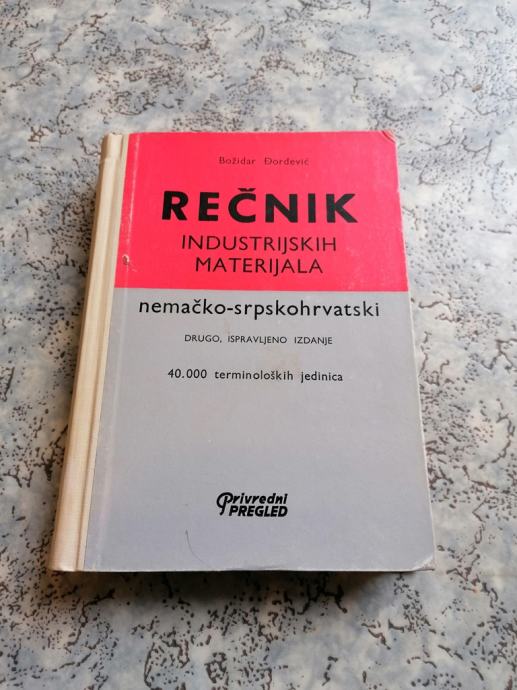 Božidar Đorđević
REČNIK
INDUSTRIJSKIH
MATERIJALA
nemačko-srpskohrvatski
DRUGO, ISPRAVLJENO IZDANJE
40.000 terminoloških jedinica
Privredni
PREGLED